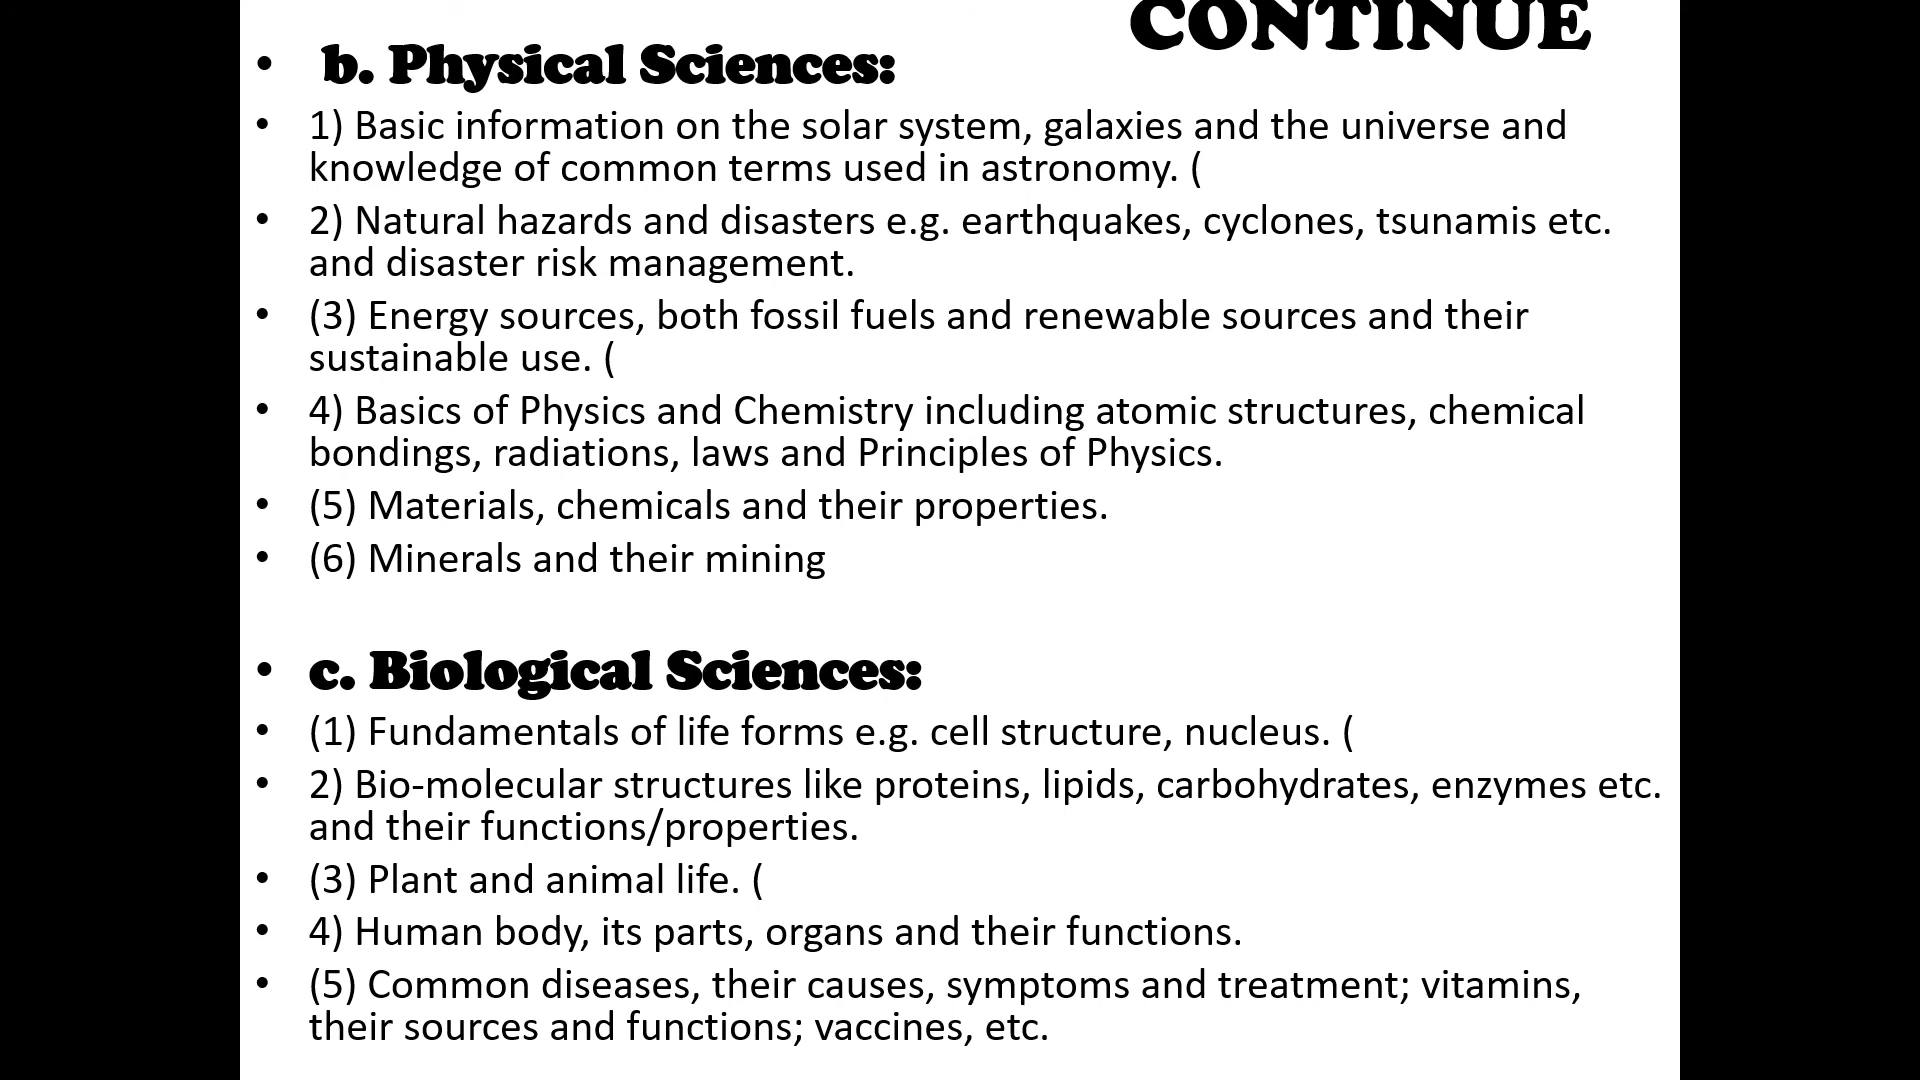 CONTINUE
• b. Physical Sciences:
• 1) Basic information on the solar system, galaxies and the universe and
knowledge of common terms used in astronomy. (
• 2) Natural hazards and disasters e.g. earthquakes, cyclones, tsunamis etc.
and disaster risk management.
• (3) Energy sources, both fossil fuels and renewable sources and their
sustainable use. (
• 4) Basics of Physics and Chemistry including atomic structures, chemical
bondings, radiations, laws and Principles of Physics.
• (5) Materials, chemicals and their properties.
• (6) Minerals and their mining
• c. Biological Sciences:
• (1) Fundamentals of life forms e.g. cell structure, nucleus. (
• 2) Bio-molecular structures like proteins, lipids, carbohydrates, enzymes etc.
and their functions/properties.
• (3) Plant and animal life. (
• 4) Human body, its parts, organs and their functions.
• (5) Common diseases, their causes, symptoms and treatment; vitamins,
their sources and functions; vaccines, etc.